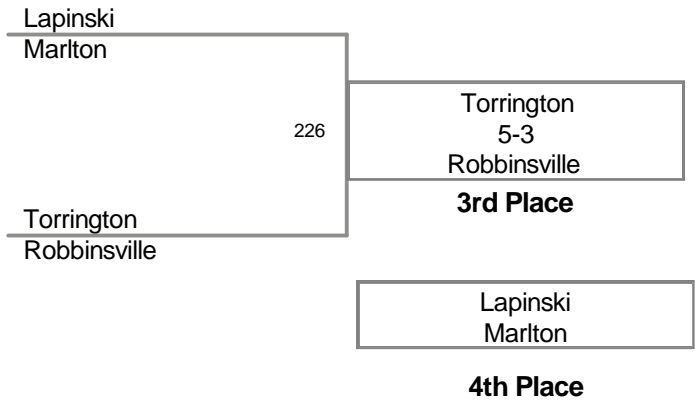 Lapinski
Marlton
226
Torrington
5-3
Robbinsville
3rd Place
Torrington
Robbinsville
Lapinski
Marlton
4th Place